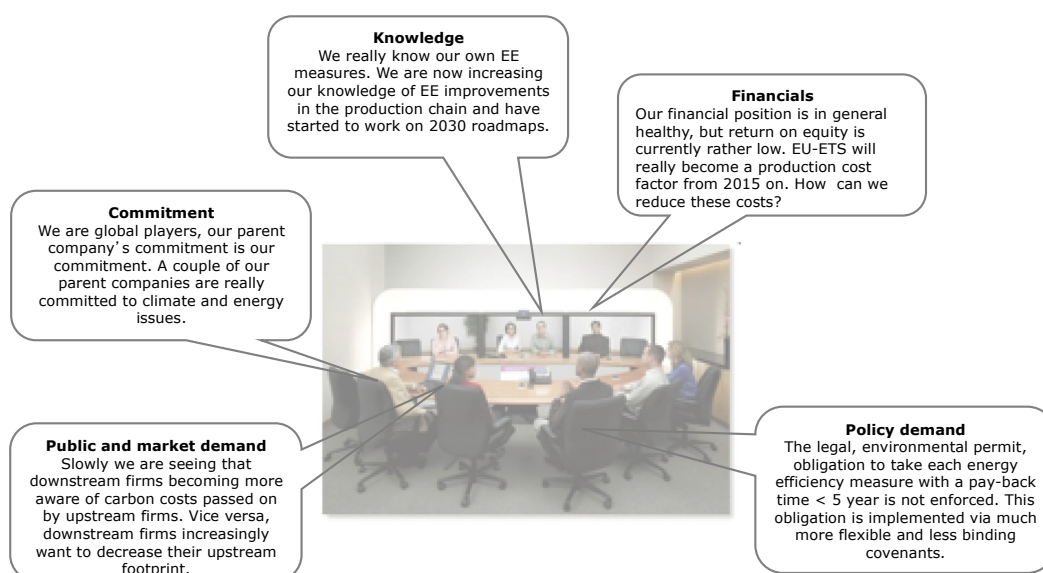 Knowledge
We really know our own EE
measures. We are now increasing
our knowledge of EE improvements
in the production chain and have
started to work on 2030 roadmaps.
Financials
Our financial position is in general
healthy, but return on equity is
currently rather low. EU-ETS will
really become a production cost
factor from 2015 on. How  can we
reduce these costs?
Commitment
We are global players, our parent
company’s commitment is our
commitment. A couple of our
parent companies are really
committed to climate and energy
issues.
Public and market demand
Slowly we are seeing that
downstream firms becoming more
aware of carbon costs passed on
by upstream firms. Vice versa,
downstream firms increasingly
want to decrease their upstream
footprint.
Policy demand
The legal, environmental permit,
obligation to take each energy
efficiency measure with a pay-back
time < 5 year is not enforced. This
obligation is implemented via much
more flexible and less binding
covenants.